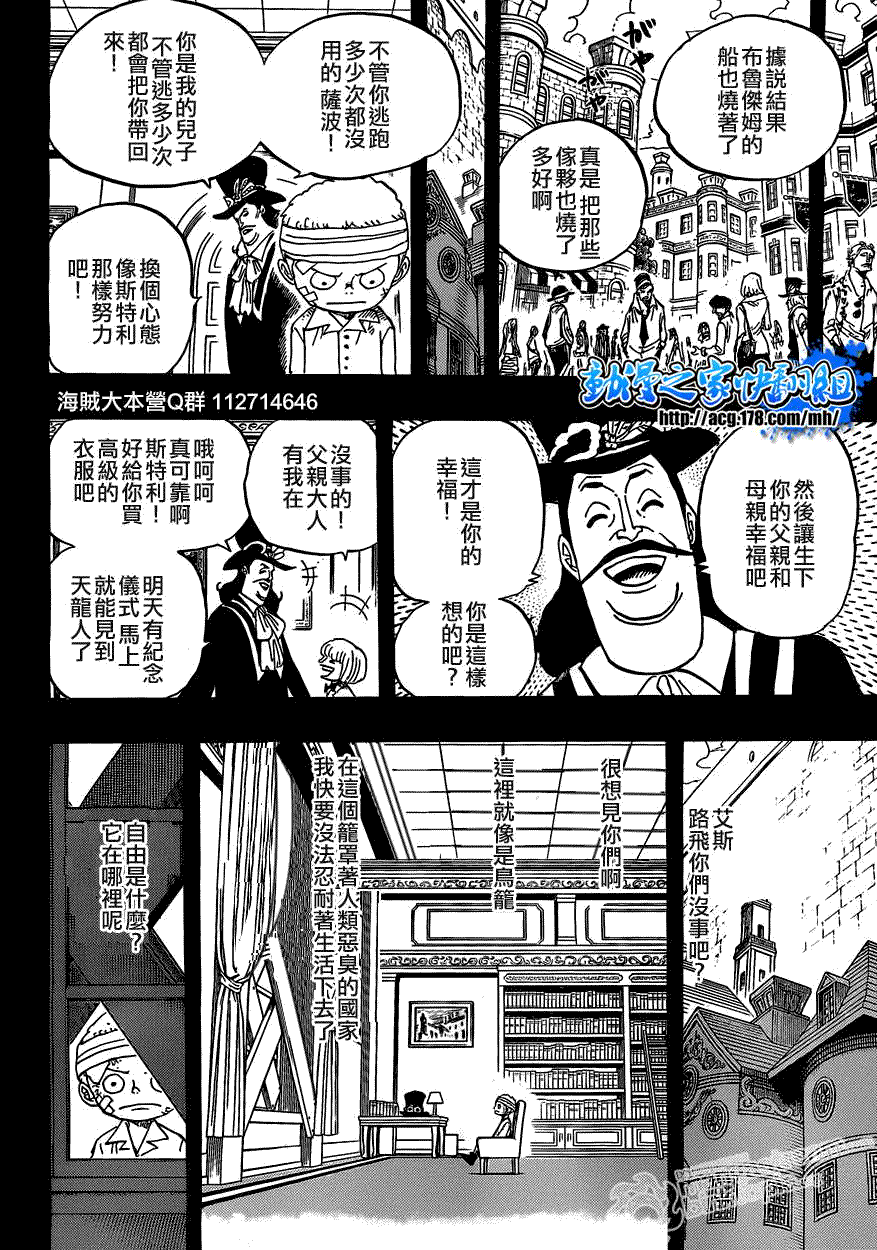 據說結果
布魯傑姆的
船也燒著了
真是 把那些
傢夥也燒了
多好啊
がや
がや
不管你逃跑
多少次都沒
用的 薩波！
你是我的兒子
不管逃多少次
都會把你帶回
來！
換個心態
像斯特利
那樣努力
吧！
海賊大本營Q群 112714646
動漫之家快翻組
http://acg.178.com/mh/
然後讓生下
你的父親和
母親幸福吧
這才是你的
幸福！
你是這樣
想的吧？
沒事的！
父親大人
有我在
哦呵呵
真可靠啊
斯特利！
好給你買
高級的
衣服吧
明天有紀念
儀式 馬上
就能見到
天龍人了
艾斯
路飛你們沒事吧？
很想見你們啊
這裡就像是鳥籠
在這個籠罩著人類惡臭的國家
我快要沒法忍耐著生活下去了
自由是什麼？
它在哪裡呢